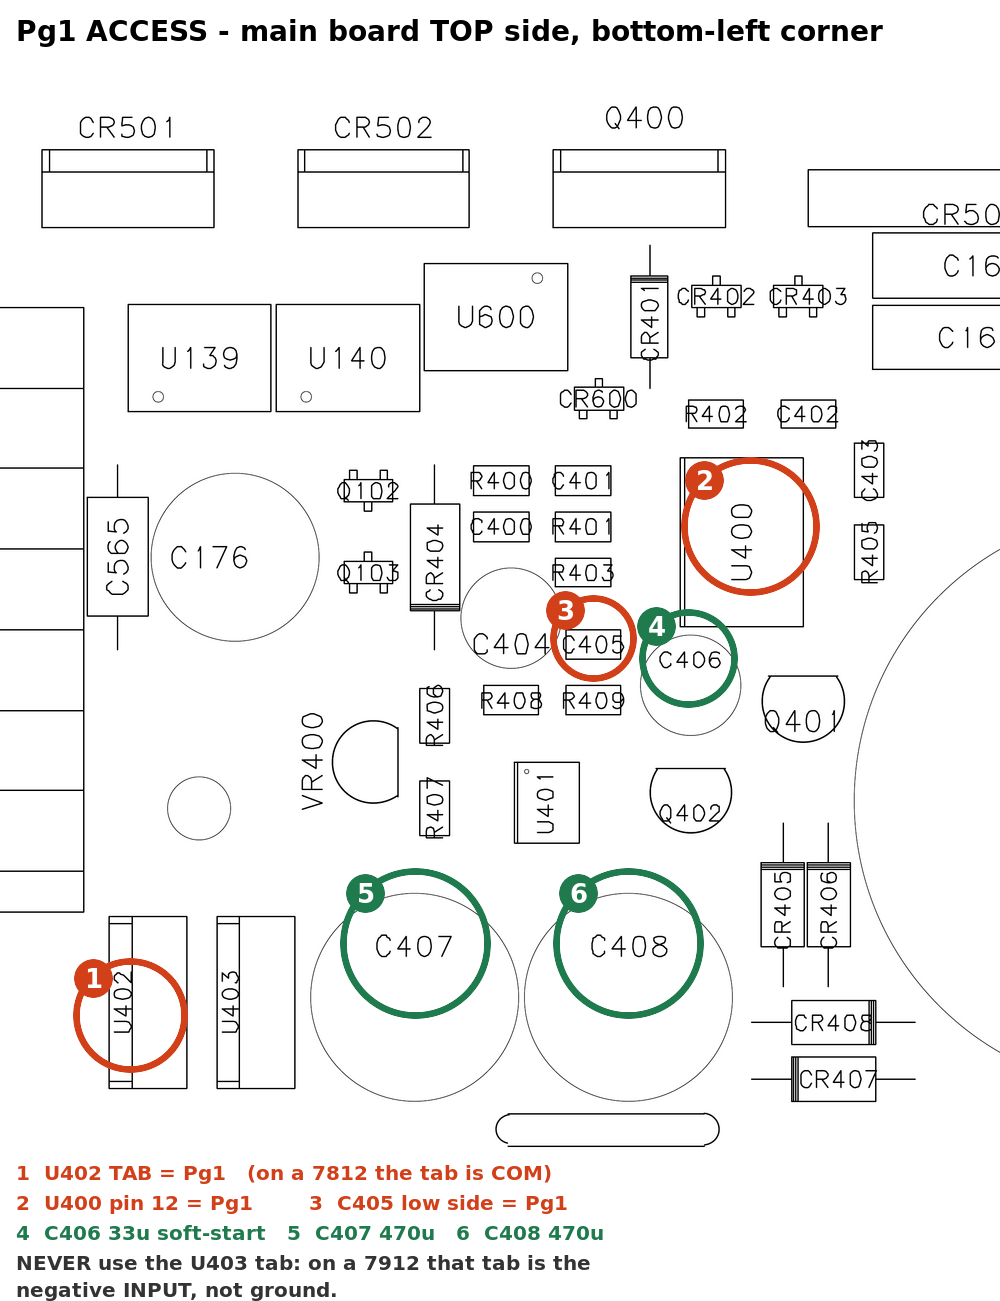 Pg1 ACCESS - main board TOP side, bottom-left corner
CR501
CR502
Q400
CR50
C16
C16
U139
U140
U600
CR401
CR402
CR403
CR600
R402
C402
C403
R405
C565
C176
Q102
Q103
CR404
R400
C401
C400
R401
R403
2
U400
3
C404
C405
4
C406
R408
R409
R406
R407
VR400
U401
Q401
Q402
5
C407
6
C408
CR405
CR406
1
U402
U403
CR408
CR407
1 U402 TAB = Pg1 (on a 7812 the tab is COM)
2 U400 pin 12 = Pg1 3 C405 low side = Pg1
4 C406 33u soft-start 5 C407 470u 6 C408 470u
NEVER use the U403 tab: on a 7912 that tab is the
negative INPUT, not ground.